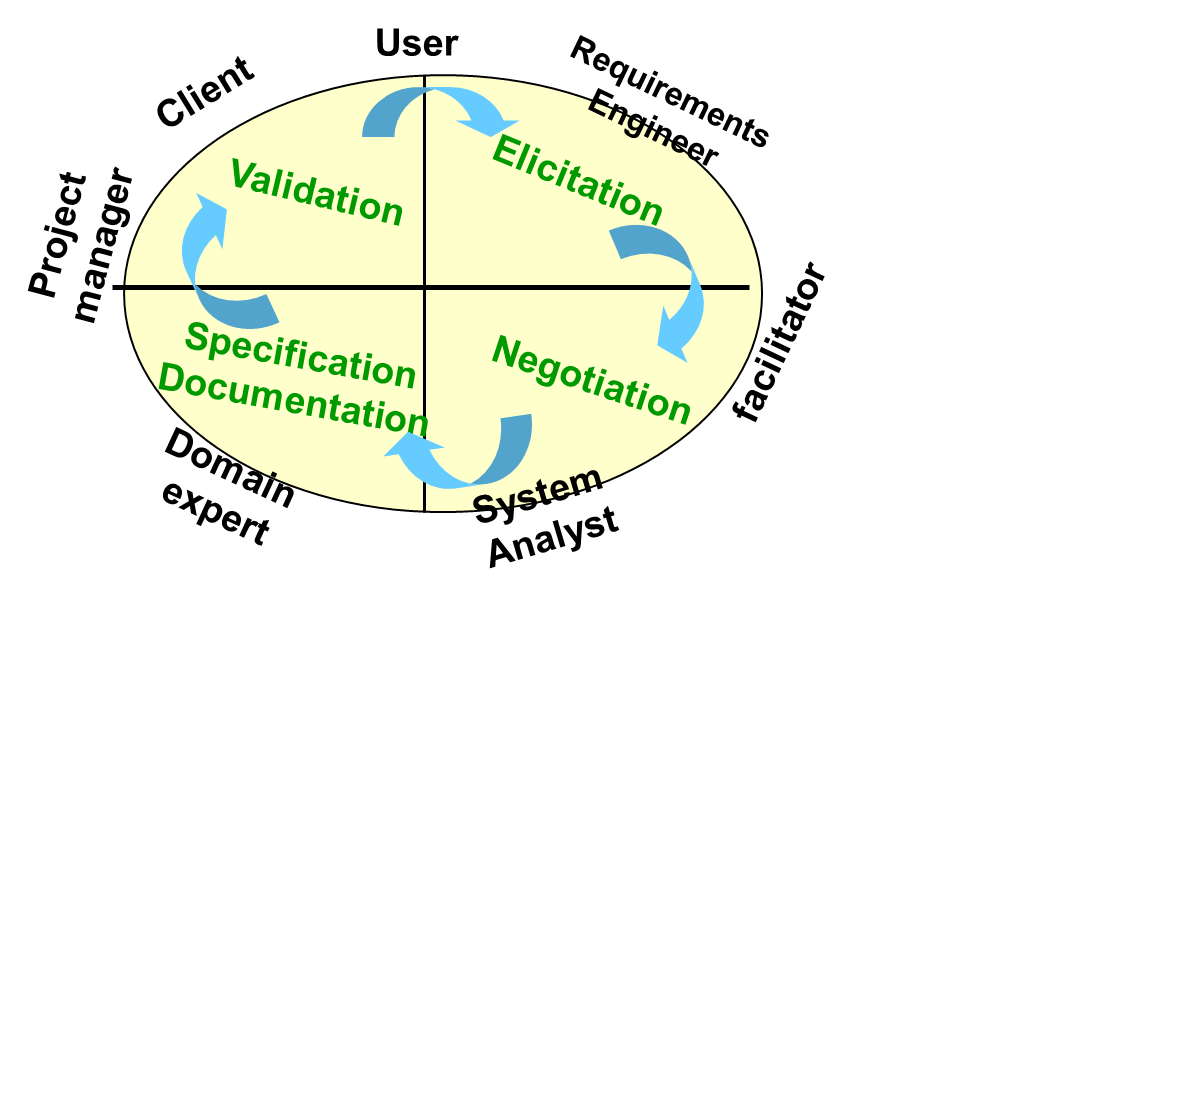 User
Client
Requirements
Engineer
Validation
Elicitation
Project
manager
facilitator
Specification
Documentation
Negotiation
Domain
expert
System
Analyst